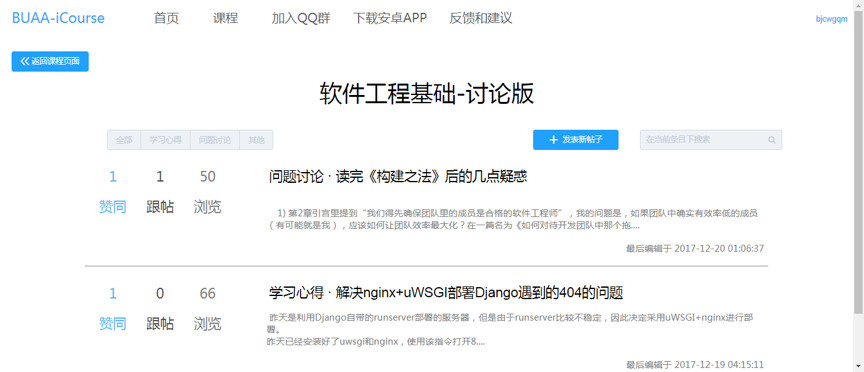 BUAA-iCourse 首页 课程 加入QQ群 下载安卓APP 反馈和建议 bjcwgqm
返回课程页面
软件工程基础-讨论版
全部 学习心得 问题讨论 其他 发表新帖子 在当前条目下搜索
1 1 50 问题讨论 · 读完《构建之法》后的几点疑惑
赞同 跟帖 浏览
1) 第2章引言里提到“我们得先确保团队里的成员是合格的软件工程师”，我的问题是，如果团队中确实有效率低的成员
（有可能就是我），应该如何让团队效率最大化？在一篇名为《如何对待开发团队中那个拖....
最后编辑于 2017-12-20 01:06:37
1 0 66 学习心得 · 解决nginx+uWSGI部署Django遇到的404的问题
赞同 跟帖 浏览
昨天是利用Django自带的runserver部署的服务器，但是由于runserver比较不稳定，因此决定采用uWSGI+nginx进行部
署。
昨天已经安装好了uwsgi和nginx，使用该指令打开8....
最后编辑于 2017-12-19 04:15:11